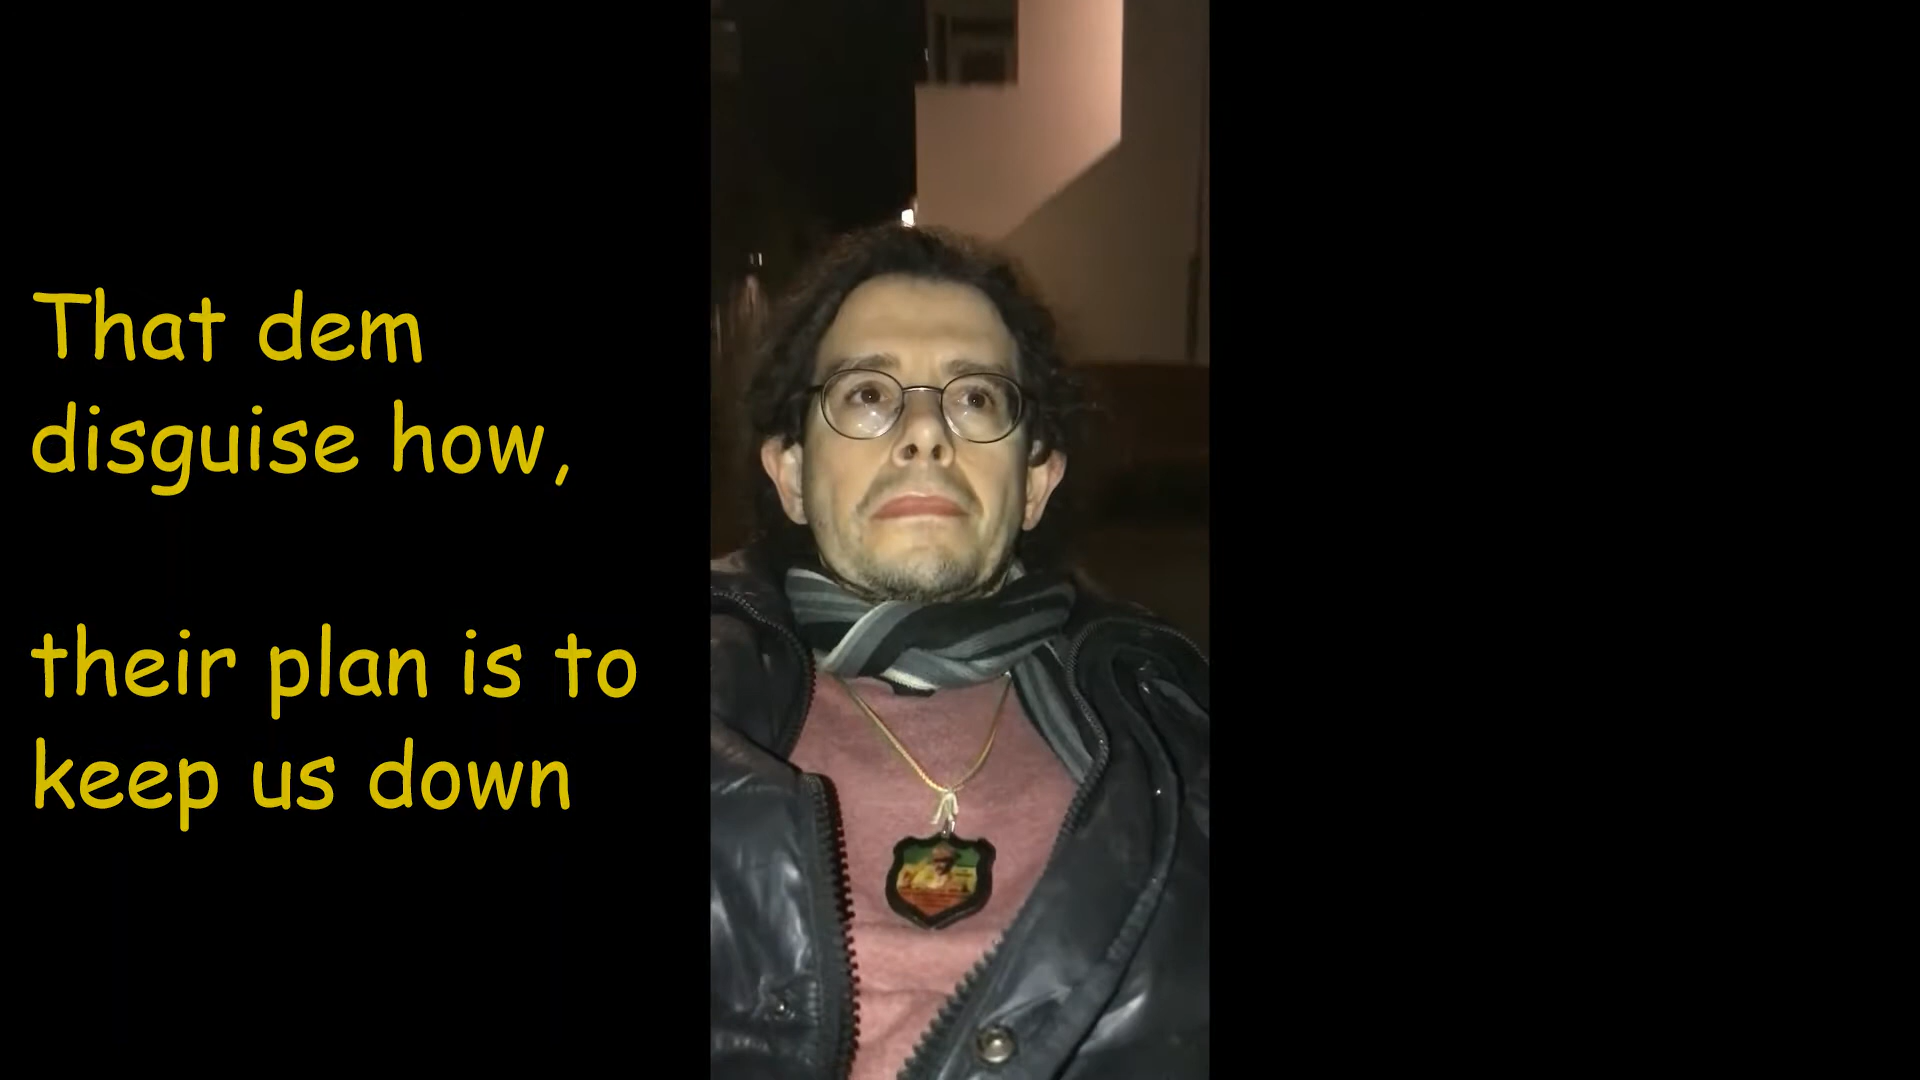 That dem
disguise how,
their plan is to
keep us down